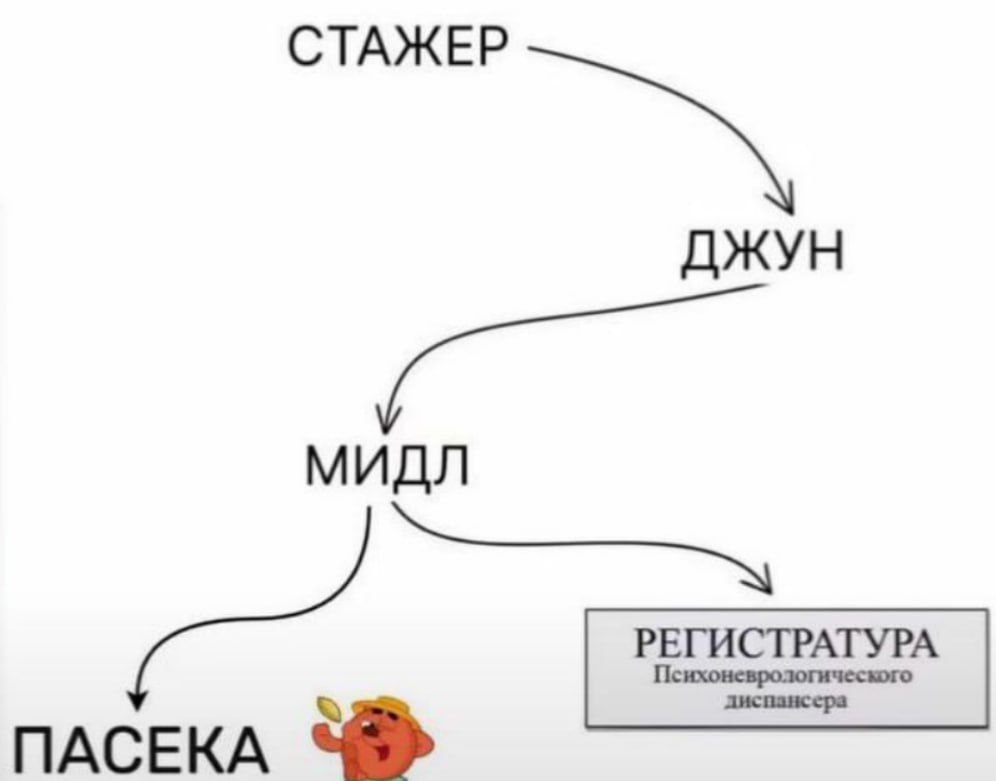 СТАЖЕР
ДЖУН
МИДЛ
РЕГИСТРАТУРА
Психоневрологического
диспансера
ПАСЕКА